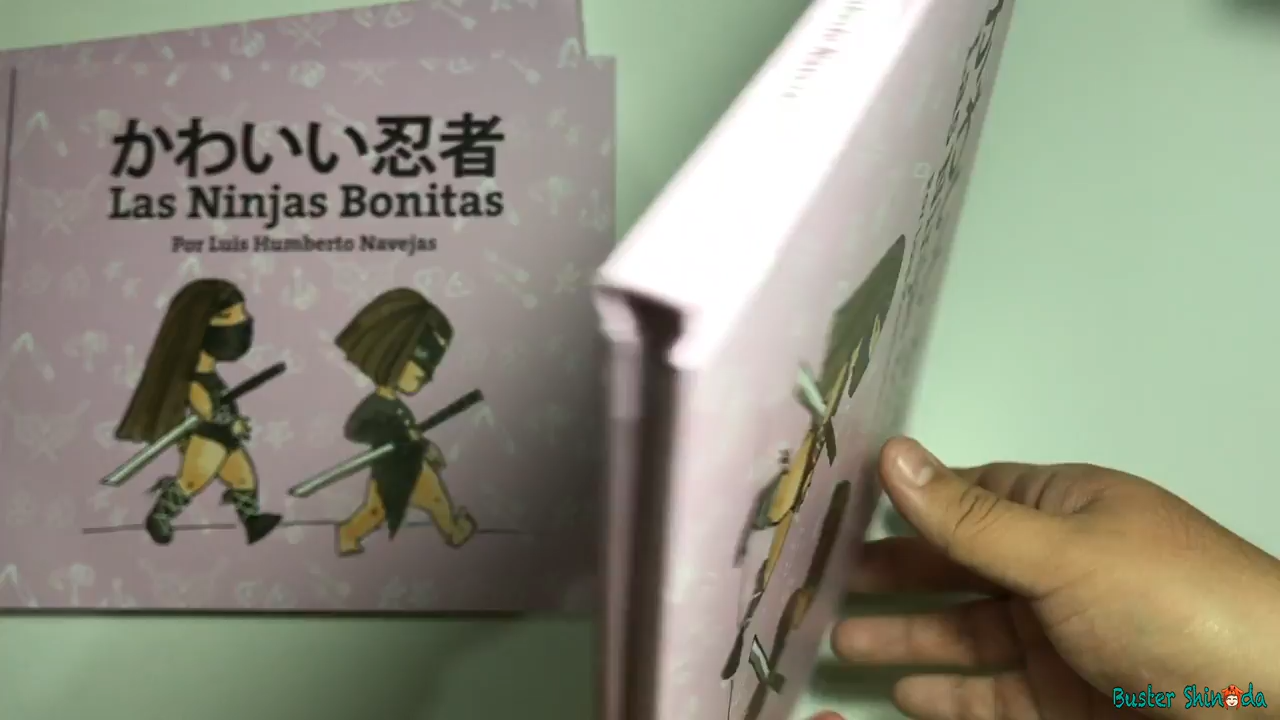 かわいい忍者
Las Ninjas Bonitas
Por Luis Humberto Navejas
Buster Shinoda